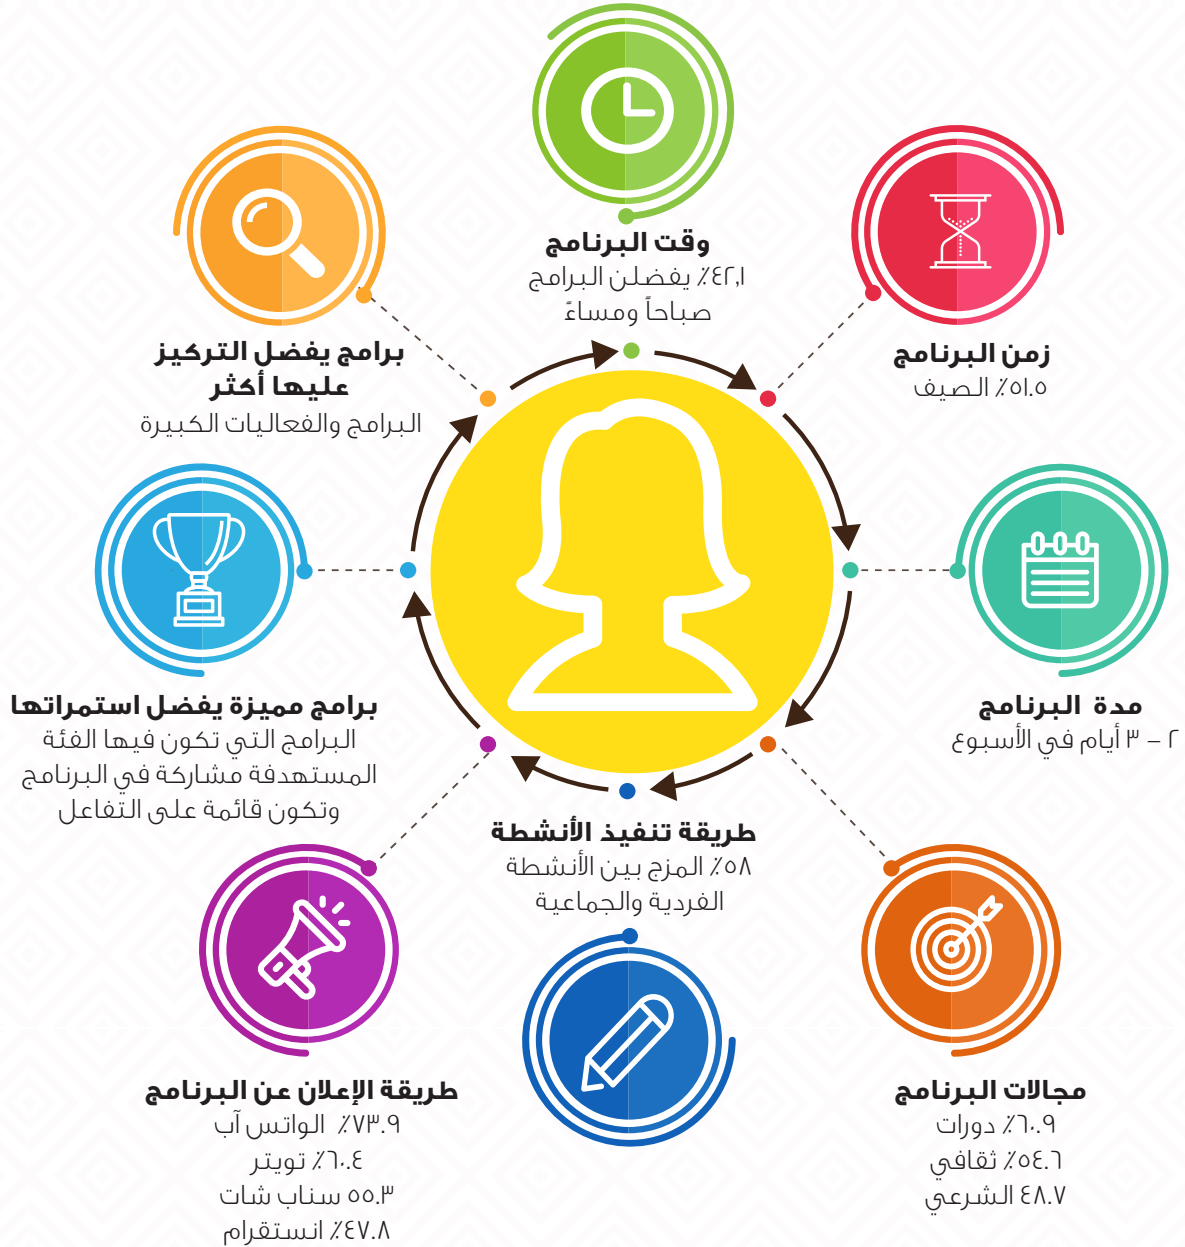 وقت البرنامج
٤٢,١٪ يفضلن البرامج
صباحاً ومساءً
زمن البرنامج
٥١.٥٪ الصيف
مدة البرنامج
٢ – ٣ أيام في الأسبوع
مجالات البرنامج
٦٠.٩٪ دورات
٥٤.٦٪ ثقافي
٤٨.٧ الشرعي
طريقة تنفيذ الأنشطة
٥٨٪ المزج بين الأنشطة
الفردية والجماعية
طريقة الإعلان عن البرنامج
٧٣.٩٪ الواتس آب
٦٠.٤٪ تويتر
٥٥.٣ سناب شات
٤٧.٨٪ انستقرام
برامج مميزة يفضل استمراتها
البرامج التي تكون فيها الفئة
المستهدفة مشاركة في البرنامج
وتكون قائمة على التفاعل
برامج يفضل التركيز
عليها أكثر
البرامج والفعاليات الكبيرة